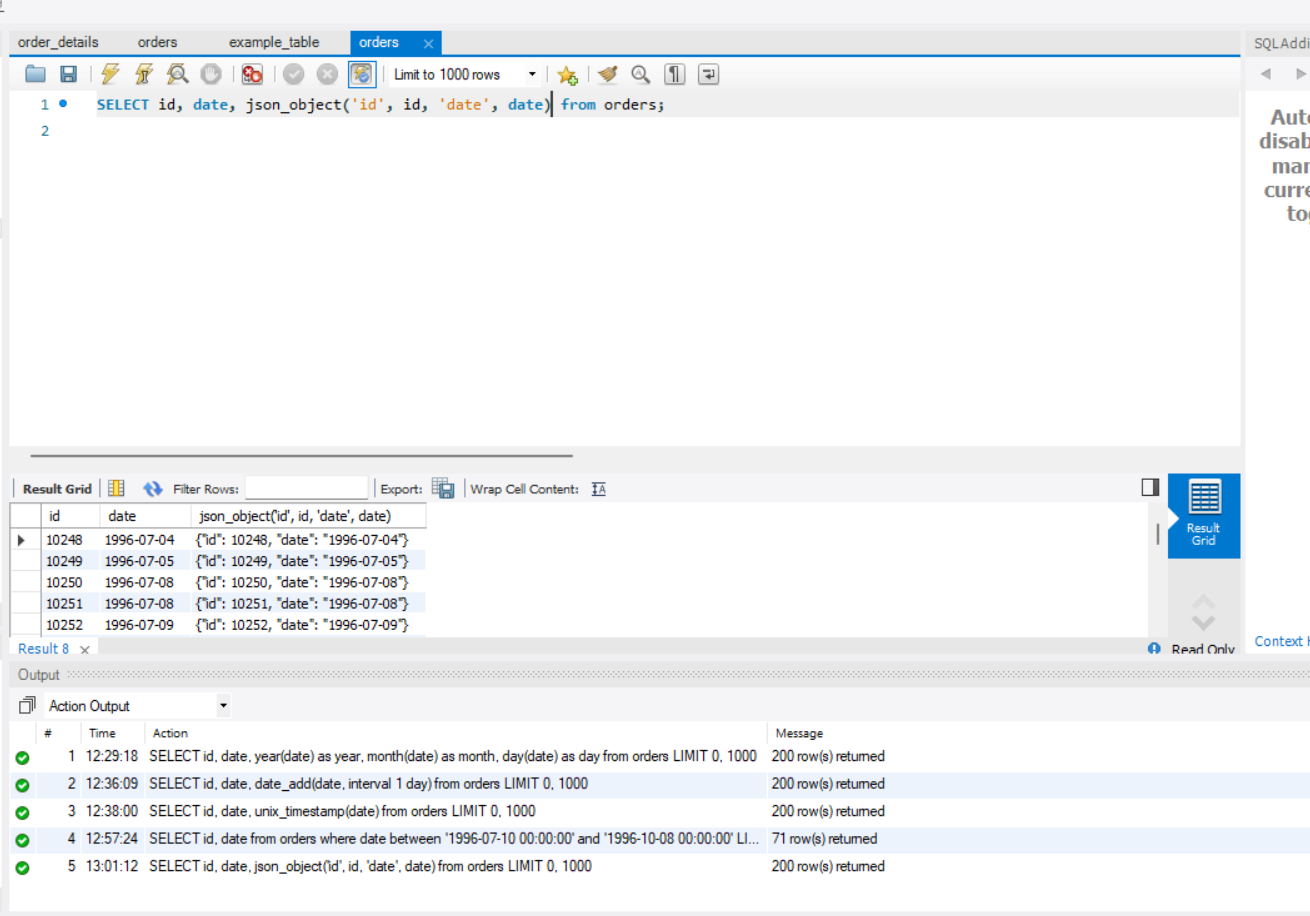 order_details orders example_table orders
SQLAddi
Limit to 1000 rows
1 SELECT id, date, json_object('id', id, 'date', date) from orders;
2
Auto
disab
man
curre
tog
Result Grid Filter Rows: Export: Wrap Cell Content:
id date json_object('id', id, 'date', date)
10248 1996-07-04 {"id": 10248, "date": "1996-07-04"}
10249 1996-07-05 {"id": 10249, "date": "1996-07-05"}
10250 1996-07-08 {"id": 10250, "date": "1996-07-08"}
10251 1996-07-08 {"id": 10251, "date": "1996-07-08"}
10252 1996-07-09 {"id": 10252, "date": "1996-07-09"}
Result
Grid
Result 8
Read Only
Context
Output
Action Output
# Time Action Message
1 12:29:18 SELECT id, date, year(date) as year, month(date) as month, day(date) as day from orders LIMIT 0, 1000 200 row(s) returned
2 12:36:09 SELECT id, date, date_add(date, interval 1 day) from orders LIMIT 0, 1000 200 row(s) returned
3 12:38:00 SELECT id, date, unix_timestamp(date) from orders LIMIT 0, 1000 200 row(s) returned
4 12:57:24 SELECT id, date from orders where date between '1996-07-10 00:00:00' and '1996-10-08 00:00:00' LI... 71 row(s) returned
5 13:01:12 SELECT id, date, json_object('id', id, 'date', date) from orders LIMIT 0, 1000 200 row(s) returned